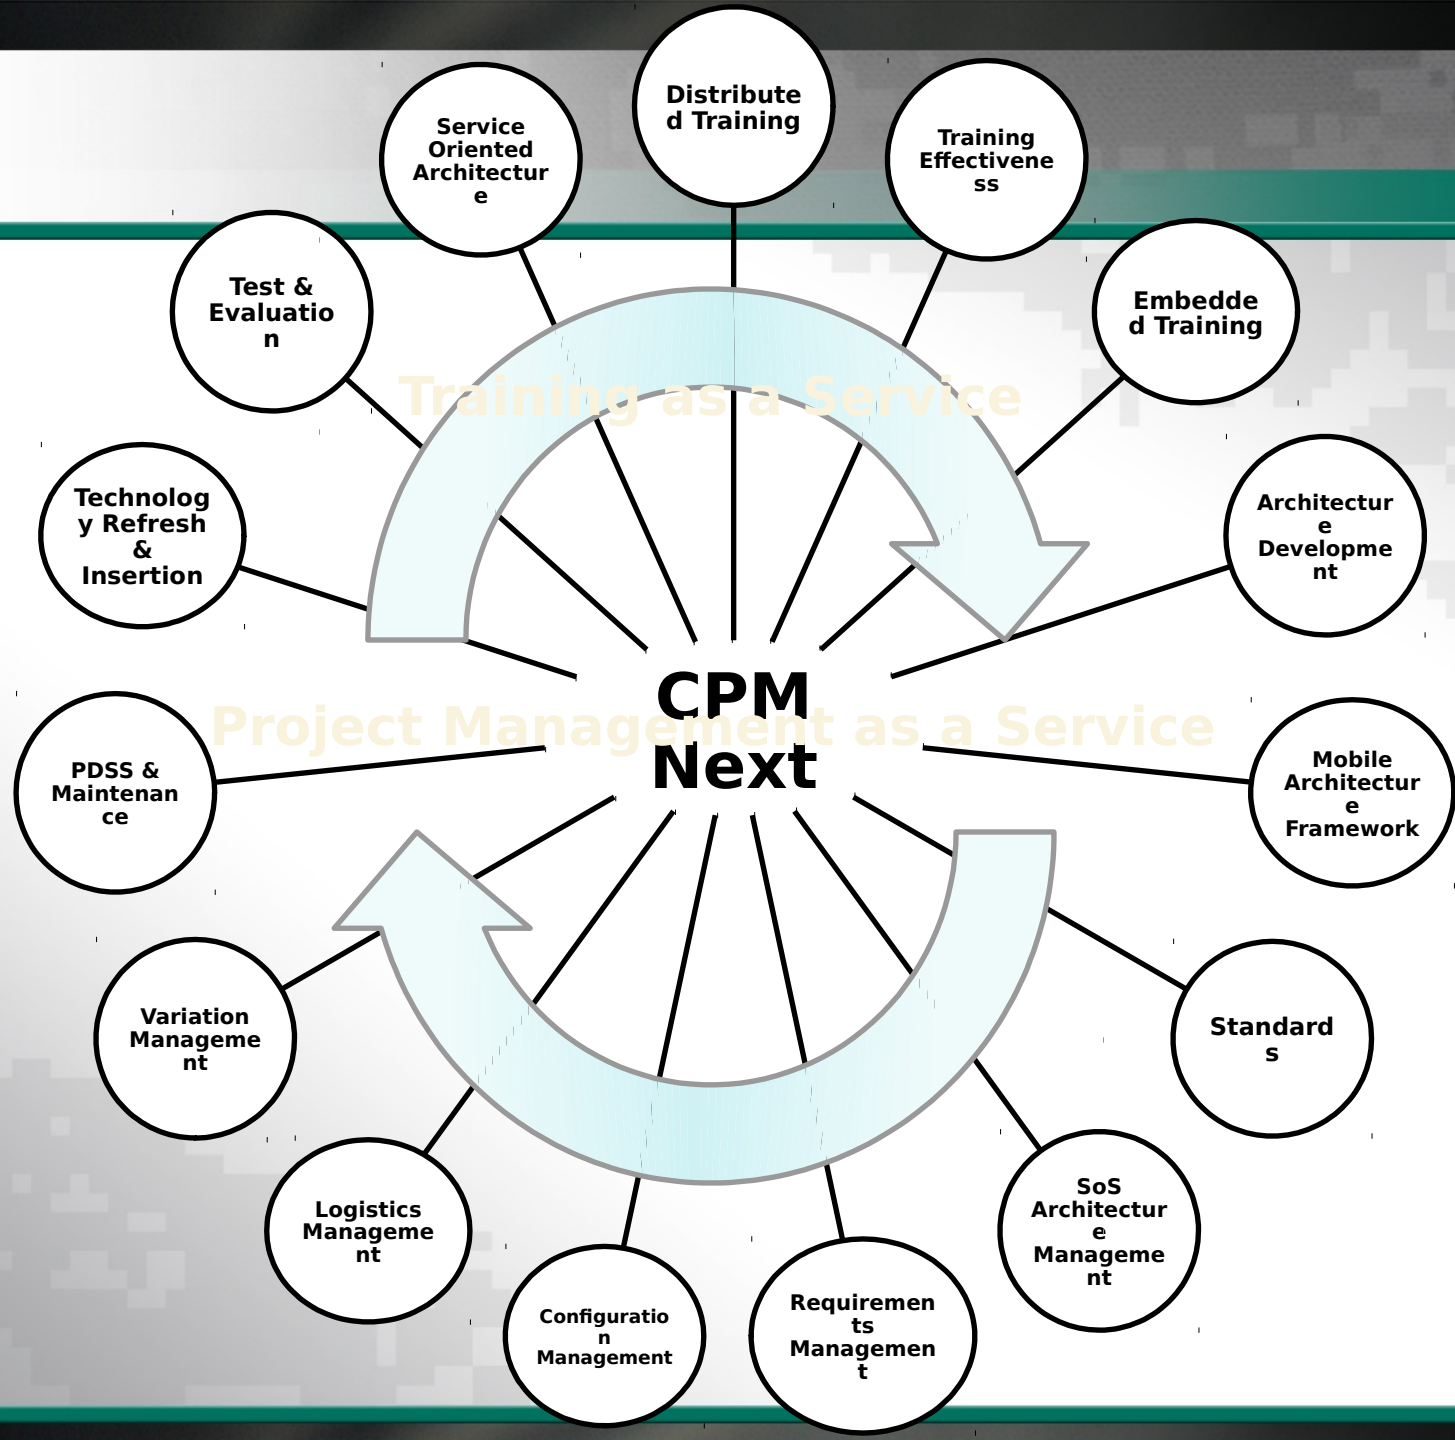 Distribute
d Training
Service
Oriented
Architectur
e
Training
Effectivene
ss
Test &
Evaluatio
n
Embedde
d Training
Training as a Service
Technolog
y Refresh
&
Insertion
Architectur
e
Developme
nt
CPM
Next
Project Management as a Service
PDSS &
Maintenan
ce
Mobile
Architectur
e
Framework
Variation
Manageme
nt
Standard
s
Logistics
Manageme
nt
SoS
Architectur
e
Manageme
nt
Configuratio
n
Management
Requiremen
ts
Managemen
t